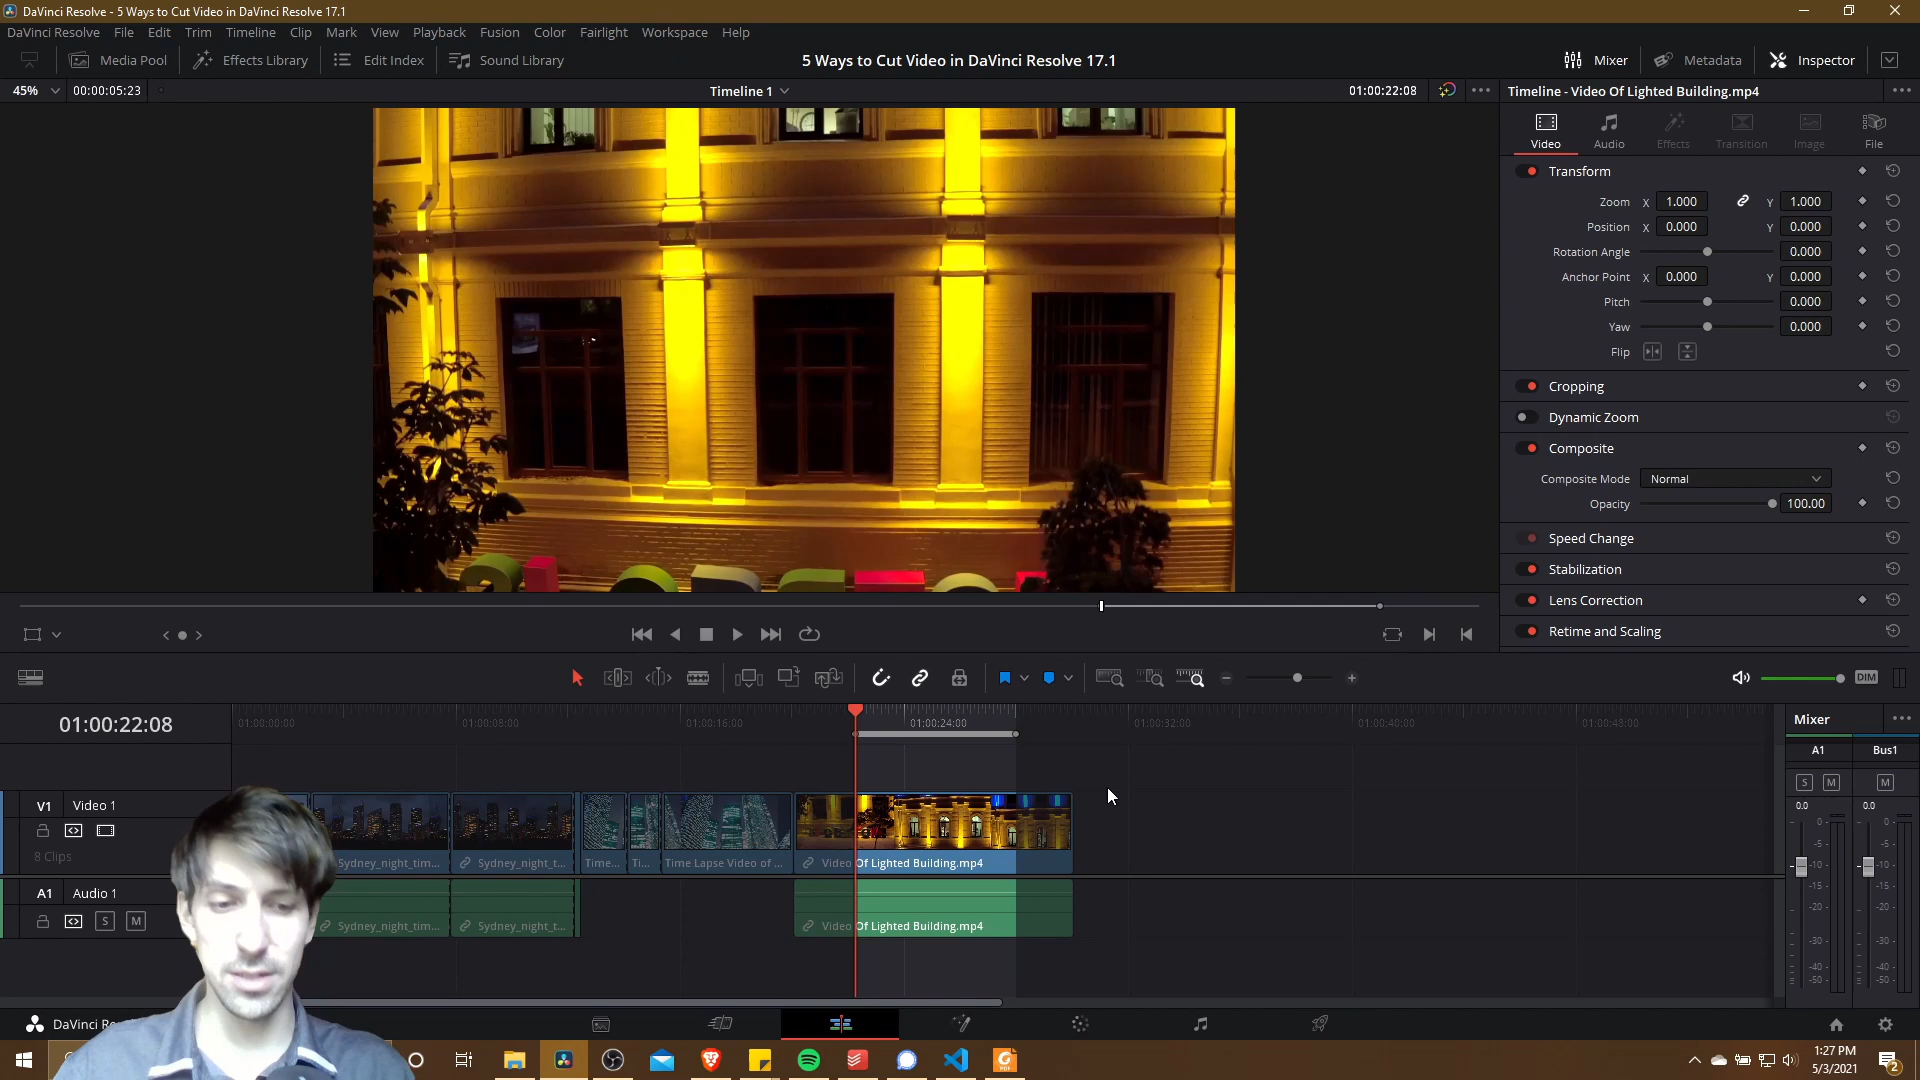 DaVinci Resolve - 5 Ways to Cut Video in DaVinci Resolve 17.1
DaVinci Resolve File Edit Trim Timeline Clip Mark View Playback Fusion Color Fairlight Workspace Help
Media Pool Effects Library Edit Index Sound Library 5 Ways to Cut Video in DaVinci Resolve 17.1 Mixer Metadata Inspector
45% 00:00:05:23 Timeline 1 01:00:22:08 Timeline - Video Of Lighted Building.mp4
Video Audio Effects Transition Image File
Transform
Zoom X 1.000 Y 1.000
Position X 0.000 Y 0.000
Rotation Angle 0.000
Anchor Point X 0.000 Y 0.000
Pitch 0.000
Yaw 0.000
Flip
Cropping
Dynamic Zoom
Composite
Composite Mode Normal
Opacity 100.00
Speed Change
Stabilization
Lens Correction
Retime and Scaling
DIM
01:00:22:08 01:00:00:00 01:00:08:00 01:00:16:00 01:00:24:00 01:00:32:00 01:00:40:00 01:00:48:00
Mixer
A1 Bus1
S M M
0.0 0.0
0 0
-5 -5
-10 -10
-15 -15
-20 -20
-30 -30
-40 -40
-50 -50
V1 Video 1
8 Clips
Sydney_night_tim... Sydney_night_t... Time... Ti... Time Lapse Video of ... Video Of Lighted Building.mp4
A1 Audio 1
S M
Sydney_night_tim... Sydney_night_t... Video Of Lighted Building.mp4
DaVinci Re
1:27 PM
5/3/2021
2